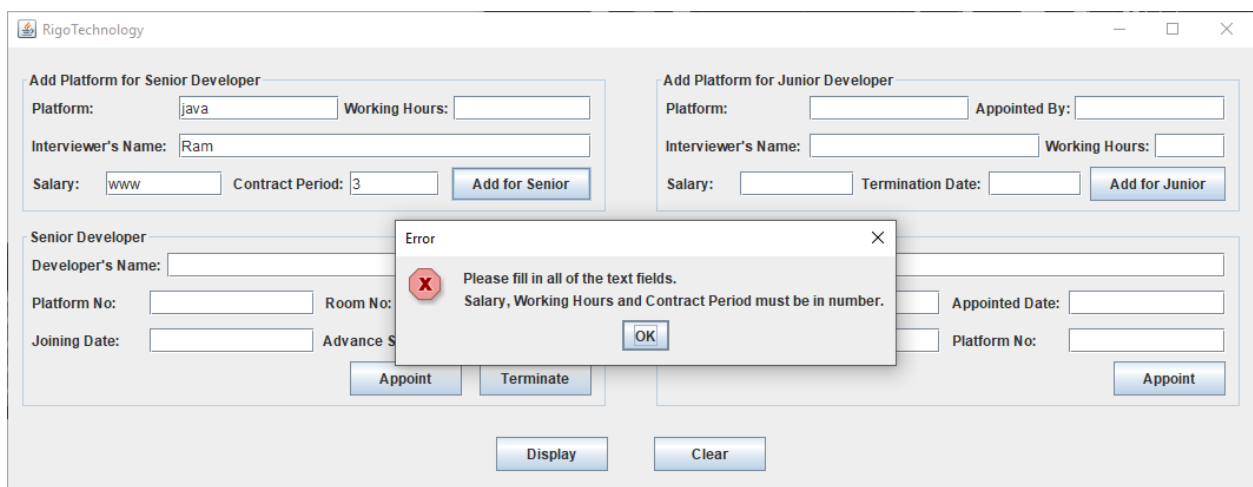 RigoTechnology
Add Platform for Senior Developer
Platform: java Working Hours:
Interviewer's Name: Ram
Salary: www Contract Period: 3 Add for Senior
Add Platform for Junior Developer
Platform: Appointed By:
Interviewer's Name: Working Hours:
Salary: Termination Date: Add for Junior
Senior Developer
Developer's Name:
Platform No: Room No:
Joining Date: Advance S
Appoint Terminate
Error
Please fill in all of the text fields.
Salary, Working Hours and Contract Period must be in number.
OK
Appointed Date:
Platform No:
Appoint
Display Clear